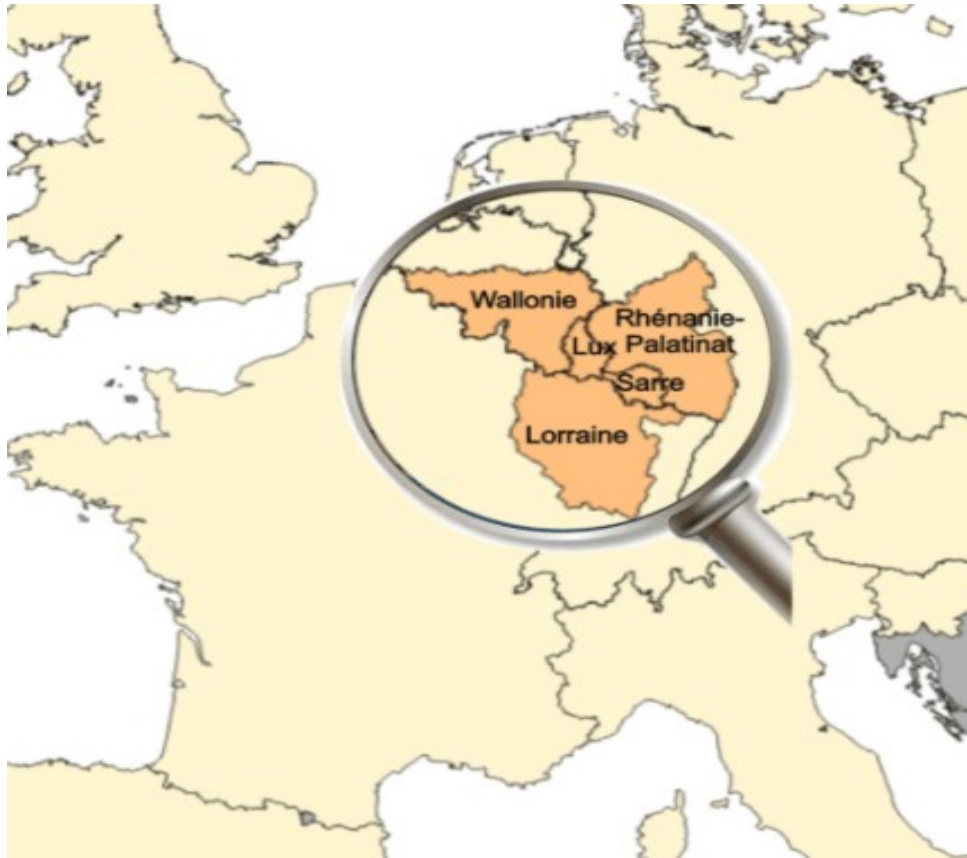 Wallonie
Rhénanie-
Lux Palatinat
Sarre
Lorraine